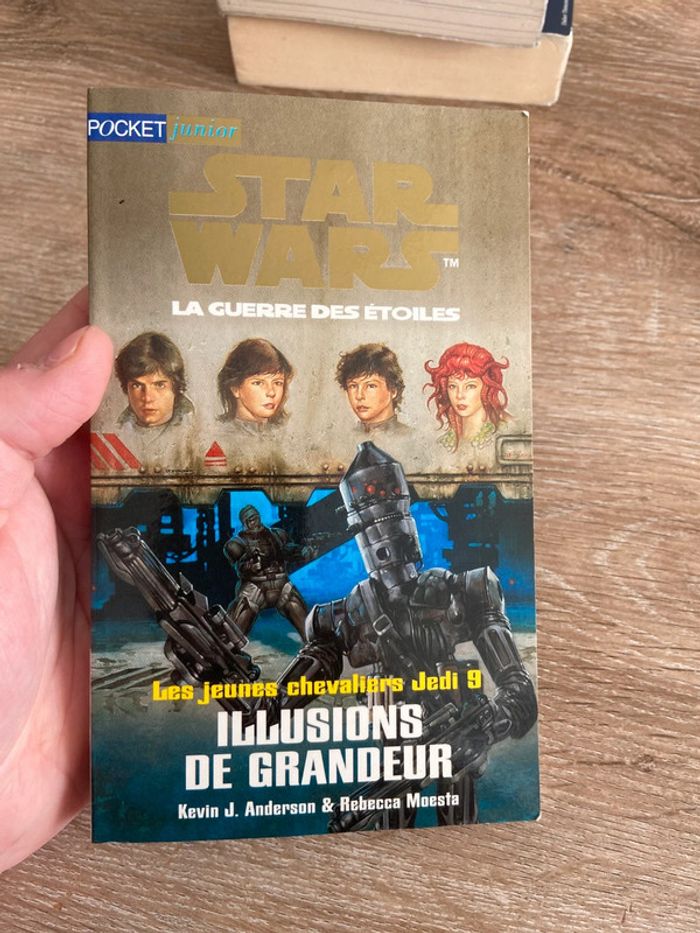 POCKET junior
STAR
WARS TM
LA GUERRE DES ÉTOILES
Les jeunes chevaliers Jedi 9
ILLUSIONS
DE GRANDEUR
Kevin J. Anderson & Rebecca Moesta